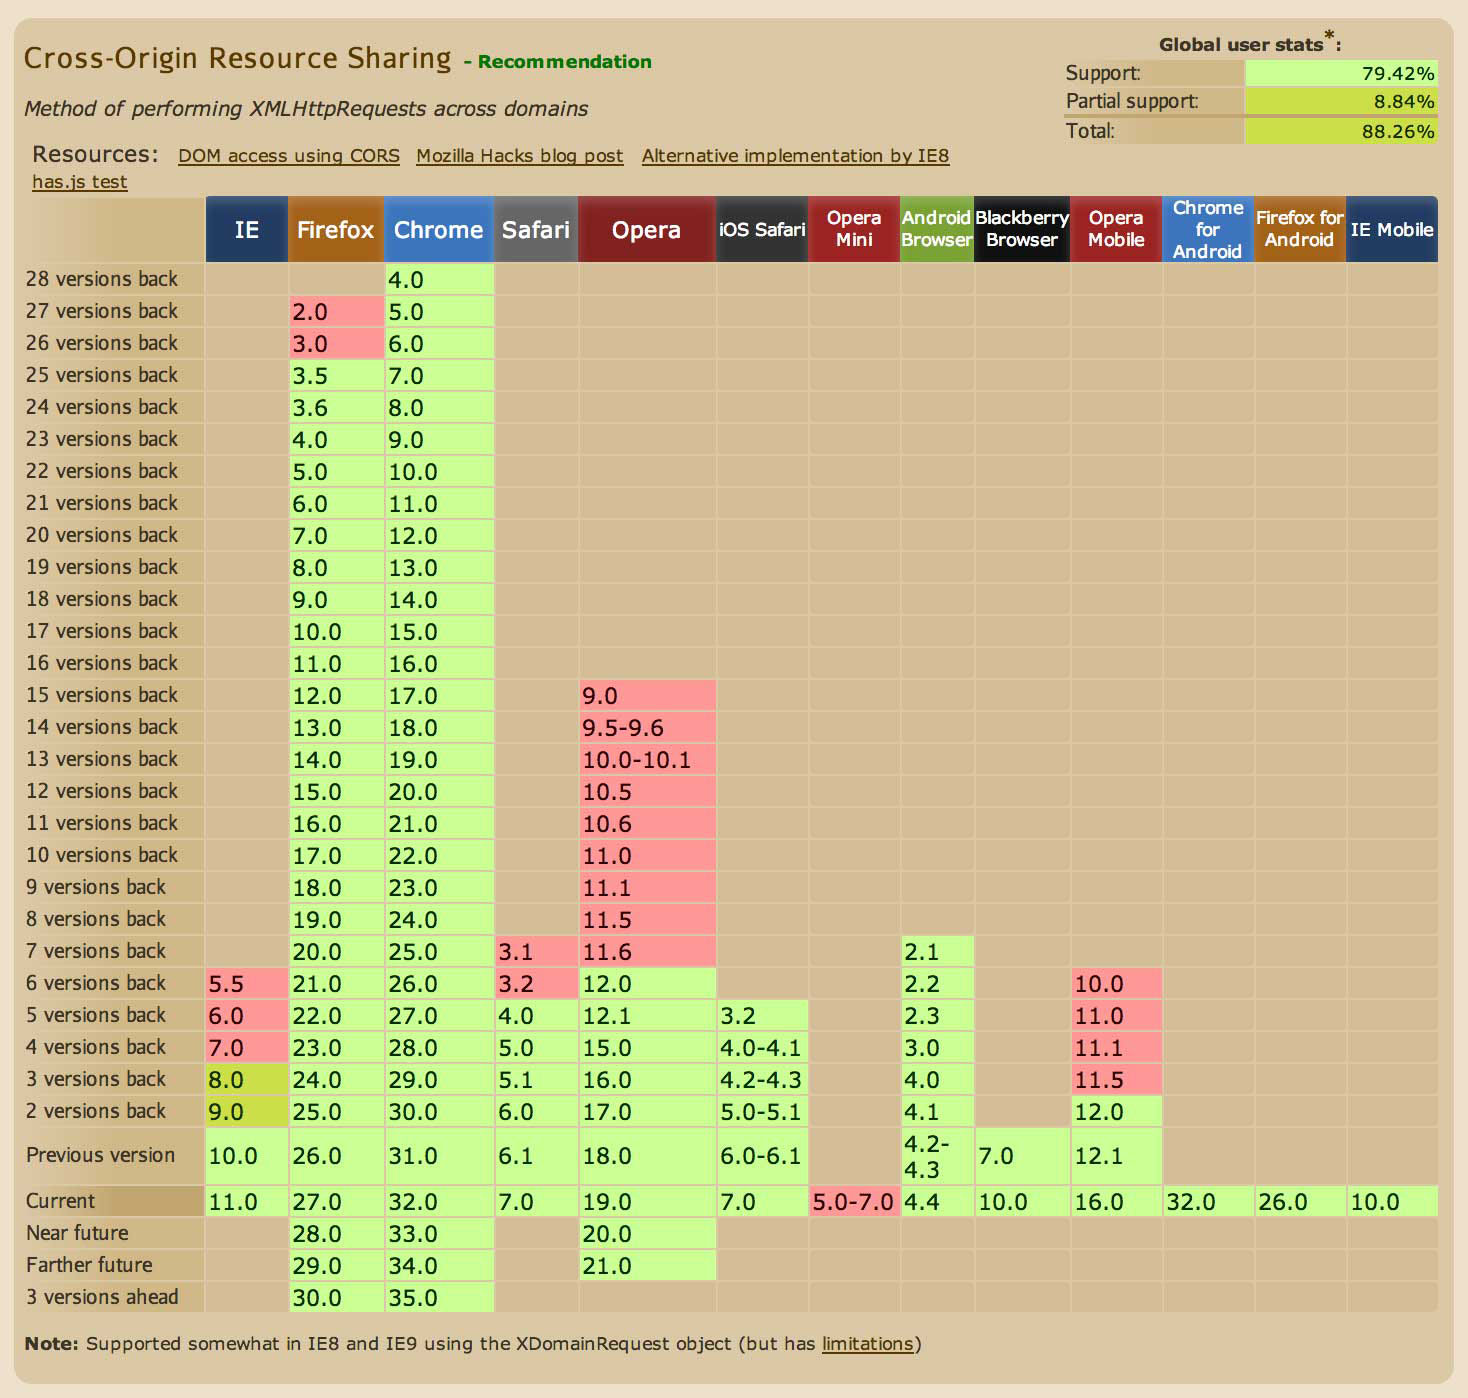 Cross-Origin Resource Sharing - Recommendation
Global user stats*:
Support: 79.42%
Partial support: 8.84%
Total: 88.26%
Method of performing XMLHttpRequests across domains
Resources: DOM access using CORS Mozilla Hacks blog post Alternative implementation by IE8
has.js test
IE Firefox Chrome Safari Opera iOS Safari Opera Mini Android Browser Blackberry Browser Opera Mobile Chrome for Android Firefox for Android IE Mobile
28 versions back 4.0
27 versions back 2.0 5.0
26 versions back 3.0 6.0
25 versions back 3.5 7.0
24 versions back 3.6 8.0
23 versions back 4.0 9.0
22 versions back 5.0 10.0
21 versions back 6.0 11.0
20 versions back 7.0 12.0
19 versions back 8.0 13.0
18 versions back 9.0 14.0
17 versions back 10.0 15.0
16 versions back 11.0 16.0
15 versions back 12.0 17.0 9.0
14 versions back 13.0 18.0 9.5-9.6
13 versions back 14.0 19.0 10.0-10.1
12 versions back 15.0 20.0 10.5
11 versions back 16.0 21.0 10.6
10 versions back 17.0 22.0 11.0
9 versions back 18.0 23.0 11.1
8 versions back 19.0 24.0 11.5
7 versions back 20.0 25.0 3.1 11.6 2.1
6 versions back 5.5 21.0 26.0 3.2 12.0 2.2 10.0
5 versions back 6.0 22.0 27.0 4.0 12.1 3.2 2.3 11.0
4 versions back 7.0 23.0 28.0 5.0 15.0 4.0-4.1 3.0 11.1
3 versions back 8.0 24.0 29.0 5.1 16.0 4.2-4.3 4.0 11.5
2 versions back 9.0 25.0 30.0 6.0 17.0 5.0-5.1 4.1 12.0
Previous version 10.0 26.0 31.0 6.1 18.0 6.0-6.1 4.2-4.3 7.0 12.1
Current 11.0 27.0 32.0 7.0 19.0 7.0 5.0-7.0 4.4 10.0 16.0 32.0 26.0 10.0
Near future 28.0 33.0 20.0
Farther future 29.0 34.0 21.0
3 versions ahead 30.0 35.0
Note: Supported somewhat in IE8 and IE9 using the XDomainRequest object (but has limitations)